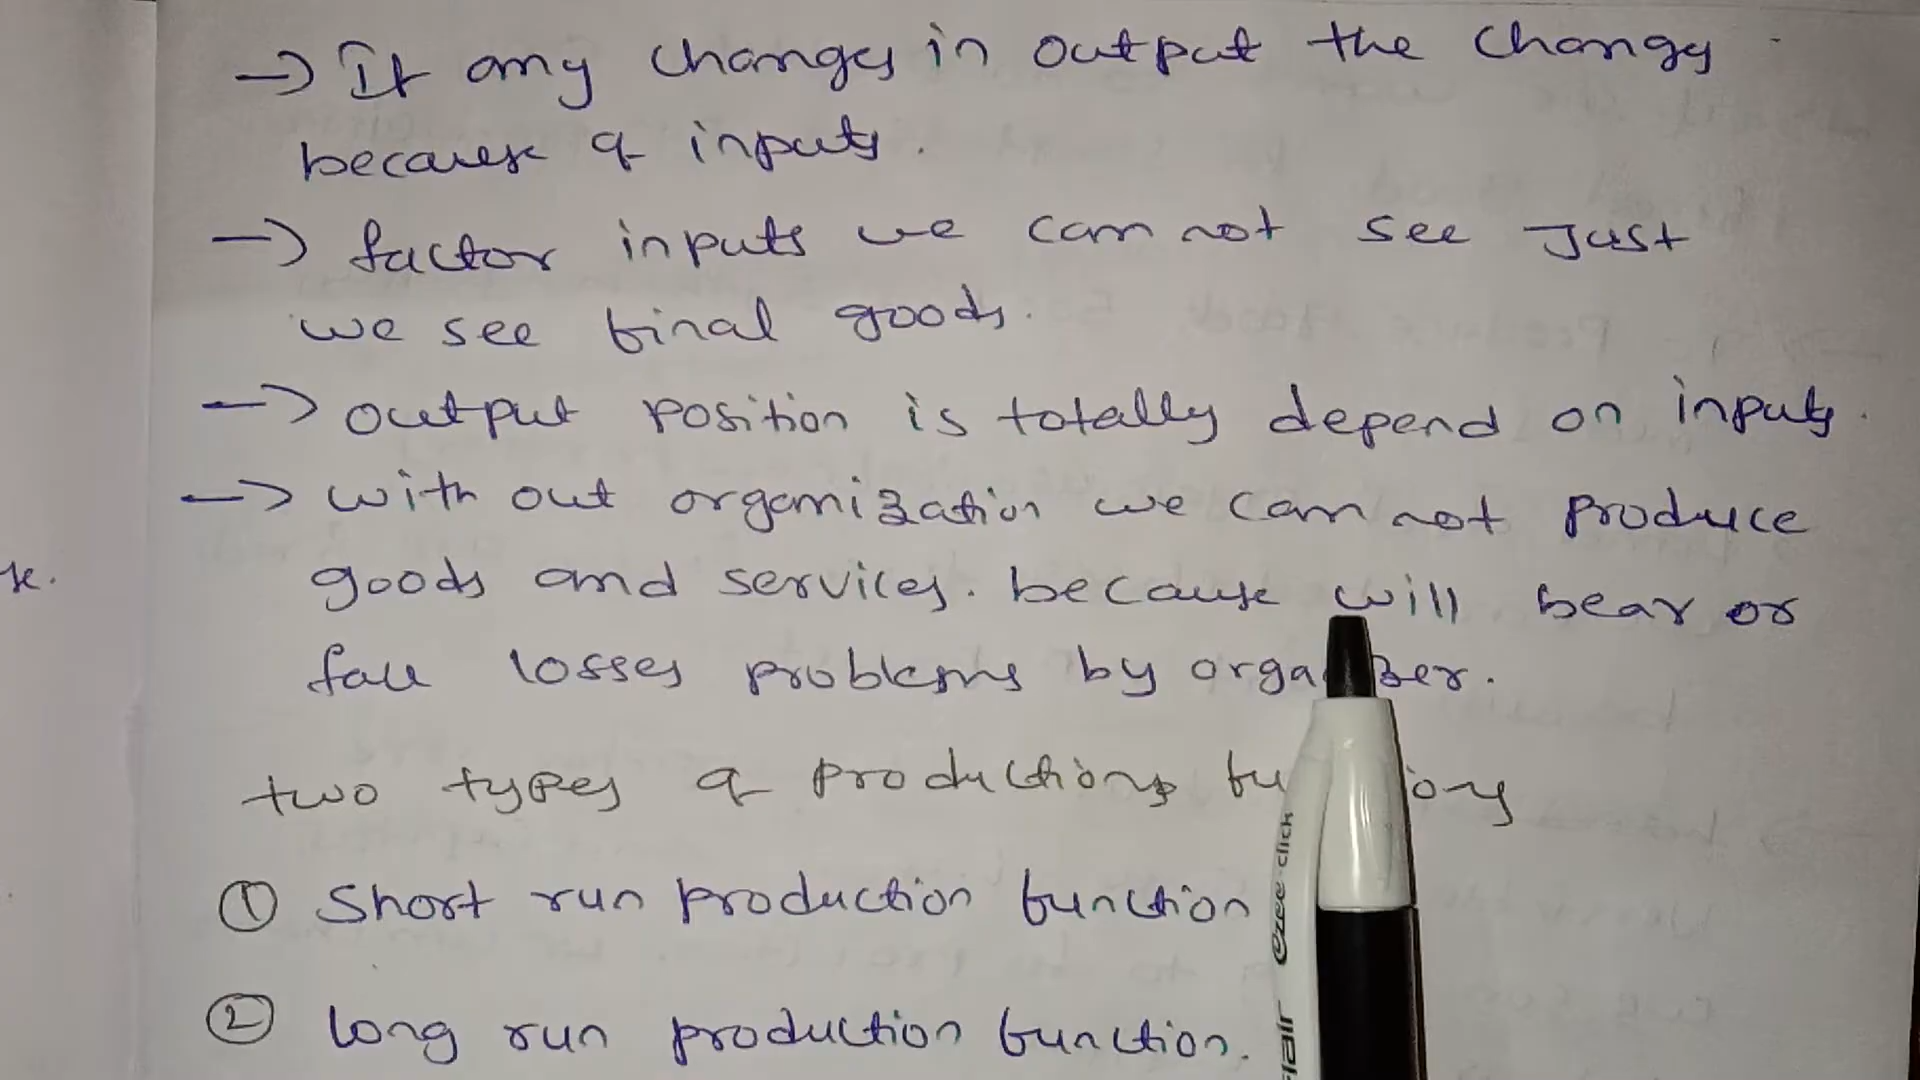 → If any changes in output the changes
because of inputs.
→ factor inputs we can not see Just
we see final goods.
→ output position is totally depend on inputs.
→ with out organization we can not produce
goods and services. because will bear or
face losses problems by
two types of productions
① Short run production function
② long run production function.
ezee-click